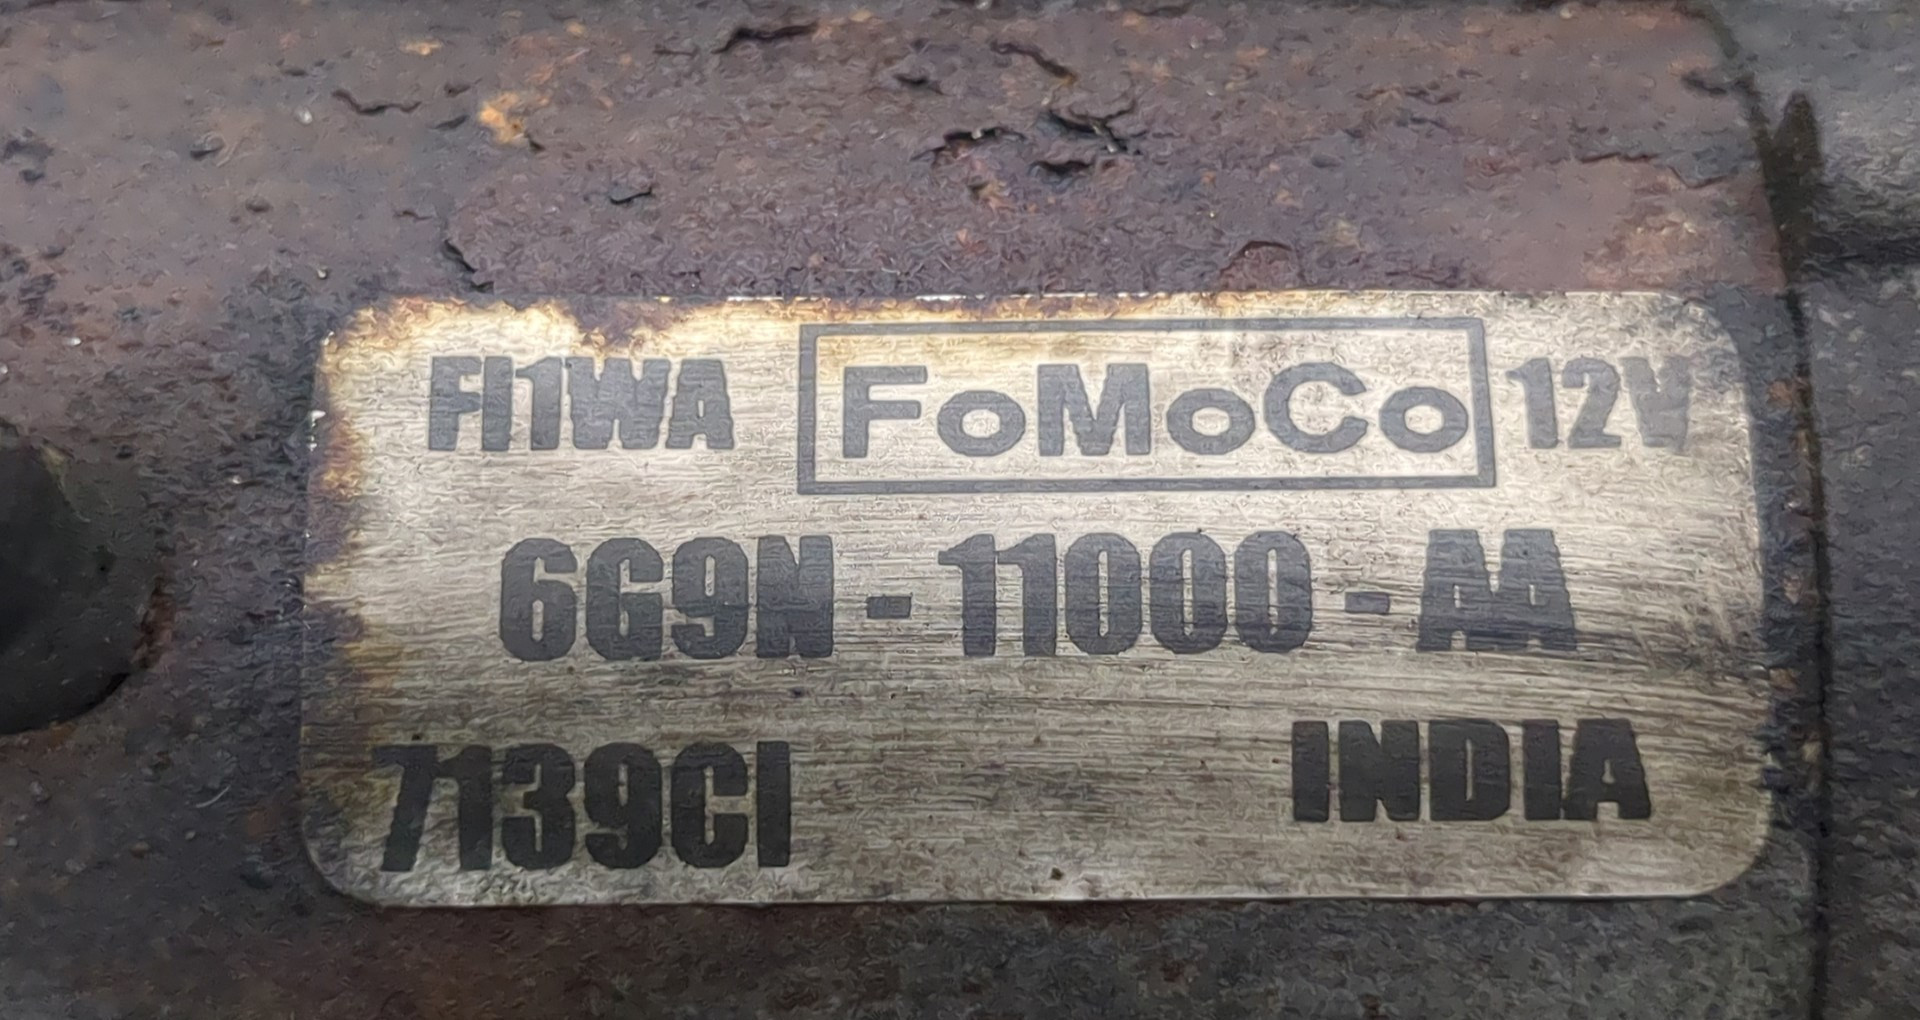 FI1WA FoMoCo 12V
6G9N-11000-AA
7139CI INDIA